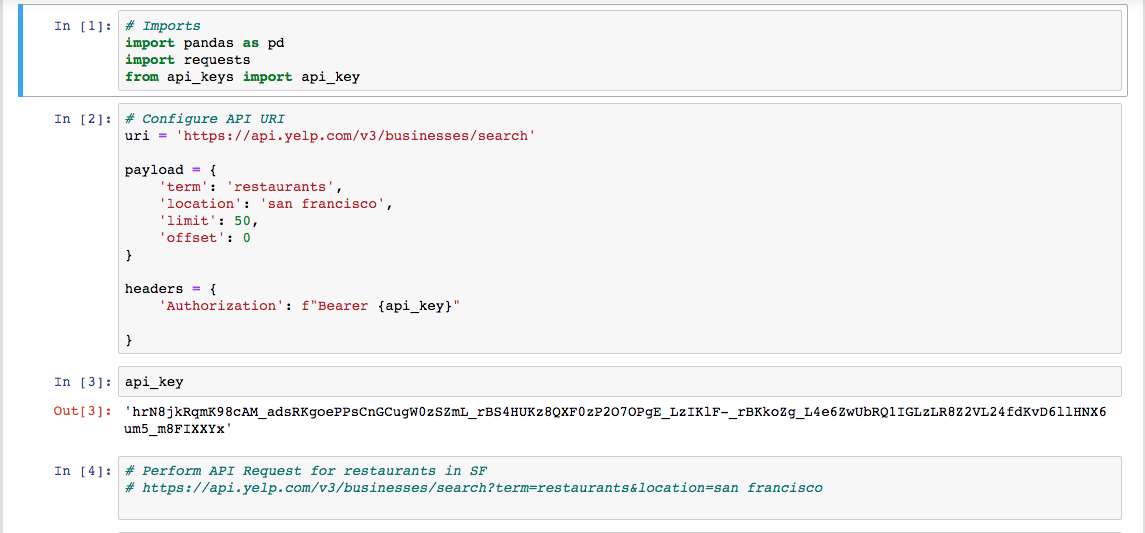 In [1]: # Imports
import pandas as pd
import requests
from api_keys import api_key
In [2]: # Configure API URI
uri = 'https://api.yelp.com/v3/businesses/search'
payload = {
'term': 'restaurants',
'location': 'san francisco',
'limit': 50,
'offset': 0
}
headers = {
'Authorization': f"Bearer {api_key}"
}
In [3]: api_key
Out[3]: 'hrN8jkRqmK98cAM_adsRKgoePPsCnGCugW0zSZmL_rBS4HUKz8QXF0zP2O7OPgE_LzIKlF-_rBKkoZg_L4e6ZwUbRQ1IGLzLR8Z2VL24fdKvD6llHNX6
um5_m8FIXXYx'
In [4]: # Perform API Request for restaurants in SF
# https://api.yelp.com/v3/businesses/search?term=restaurants&location=san francisco